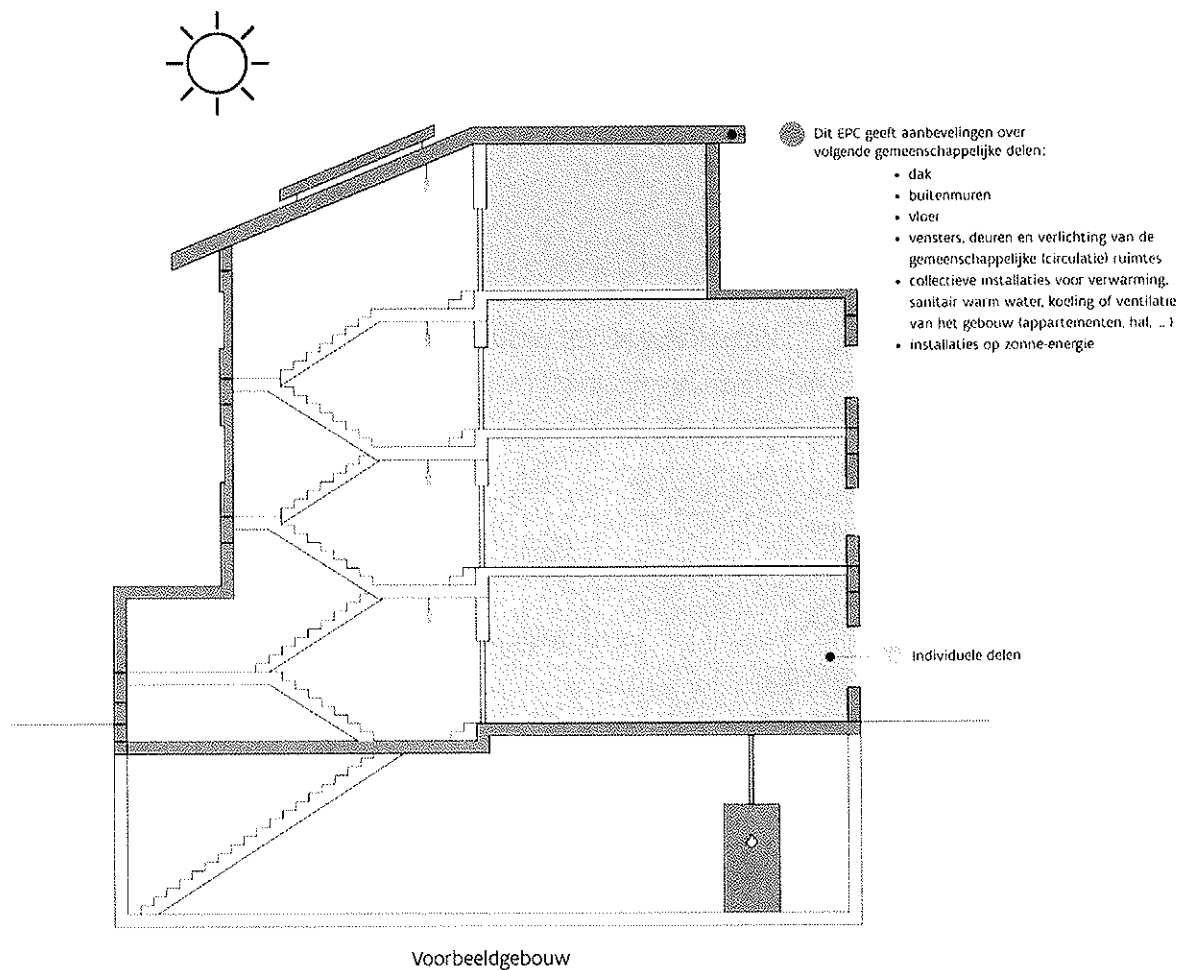 Dit EPC geeft aanbevelingen over
volgende gemeenschappelijke delen:
• dak
• buitenmuren
• vloer
• vensters, deuren en verlichting van de
gemeenschappelijke (circulatie) ruimtes
• collectieve installaties voor verwarming,
sanitair warm water, koeling of ventilatie
van het gebouw (appartementen, hal, ... )
• installaties op zonne-energie
Individuele delen
Voorbeeldgebouw